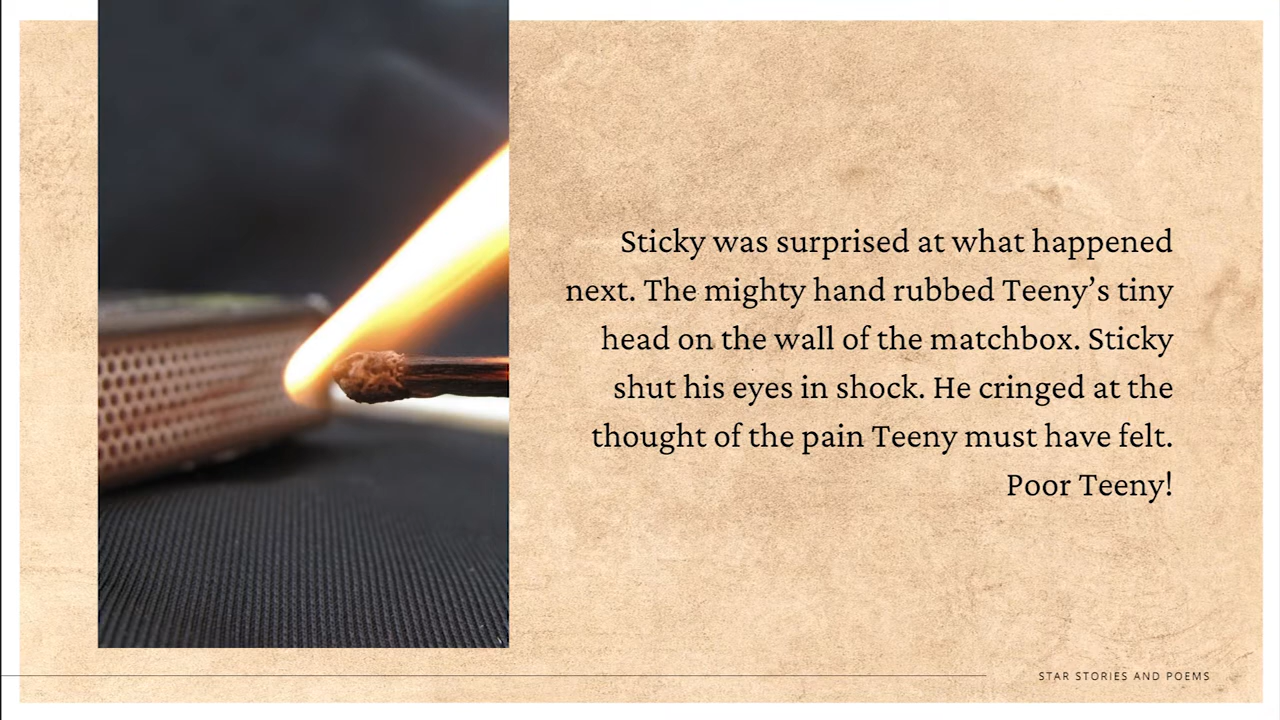 Sticky was surprised at what happened
next. The mighty hand rubbed Teeny’s tiny
head on the wall of the matchbox. Sticky
shut his eyes in shock. He cringed at the
thought of the pain Teeny must have felt.
Poor Teeny!
STAR STORIES AND POEMS